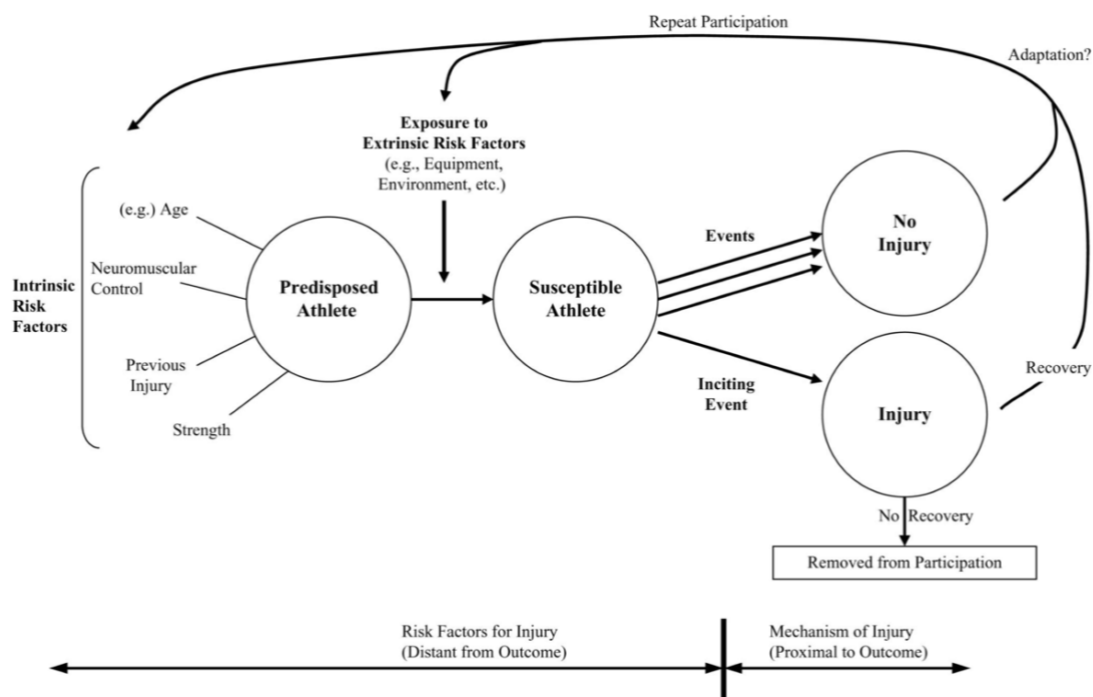 Repeat Participation
Adaptation?
Exposure to
Extrinsic Risk Factors
(e.g., Equipment,
Environment, etc.)
(e.g.) Age
Neuromuscular
Control
Intrinsic
Risk
Factors
Previous
Injury
Strength
Predisposed
Athlete
Susceptible
Athlete
Events
Inciting
Event
No
Injury
Injury
Recovery
No Recovery
Removed from Participation
Risk Factors for Injury
(Distant from Outcome)
Mechanism of Injury
(Proximal to Outcome)